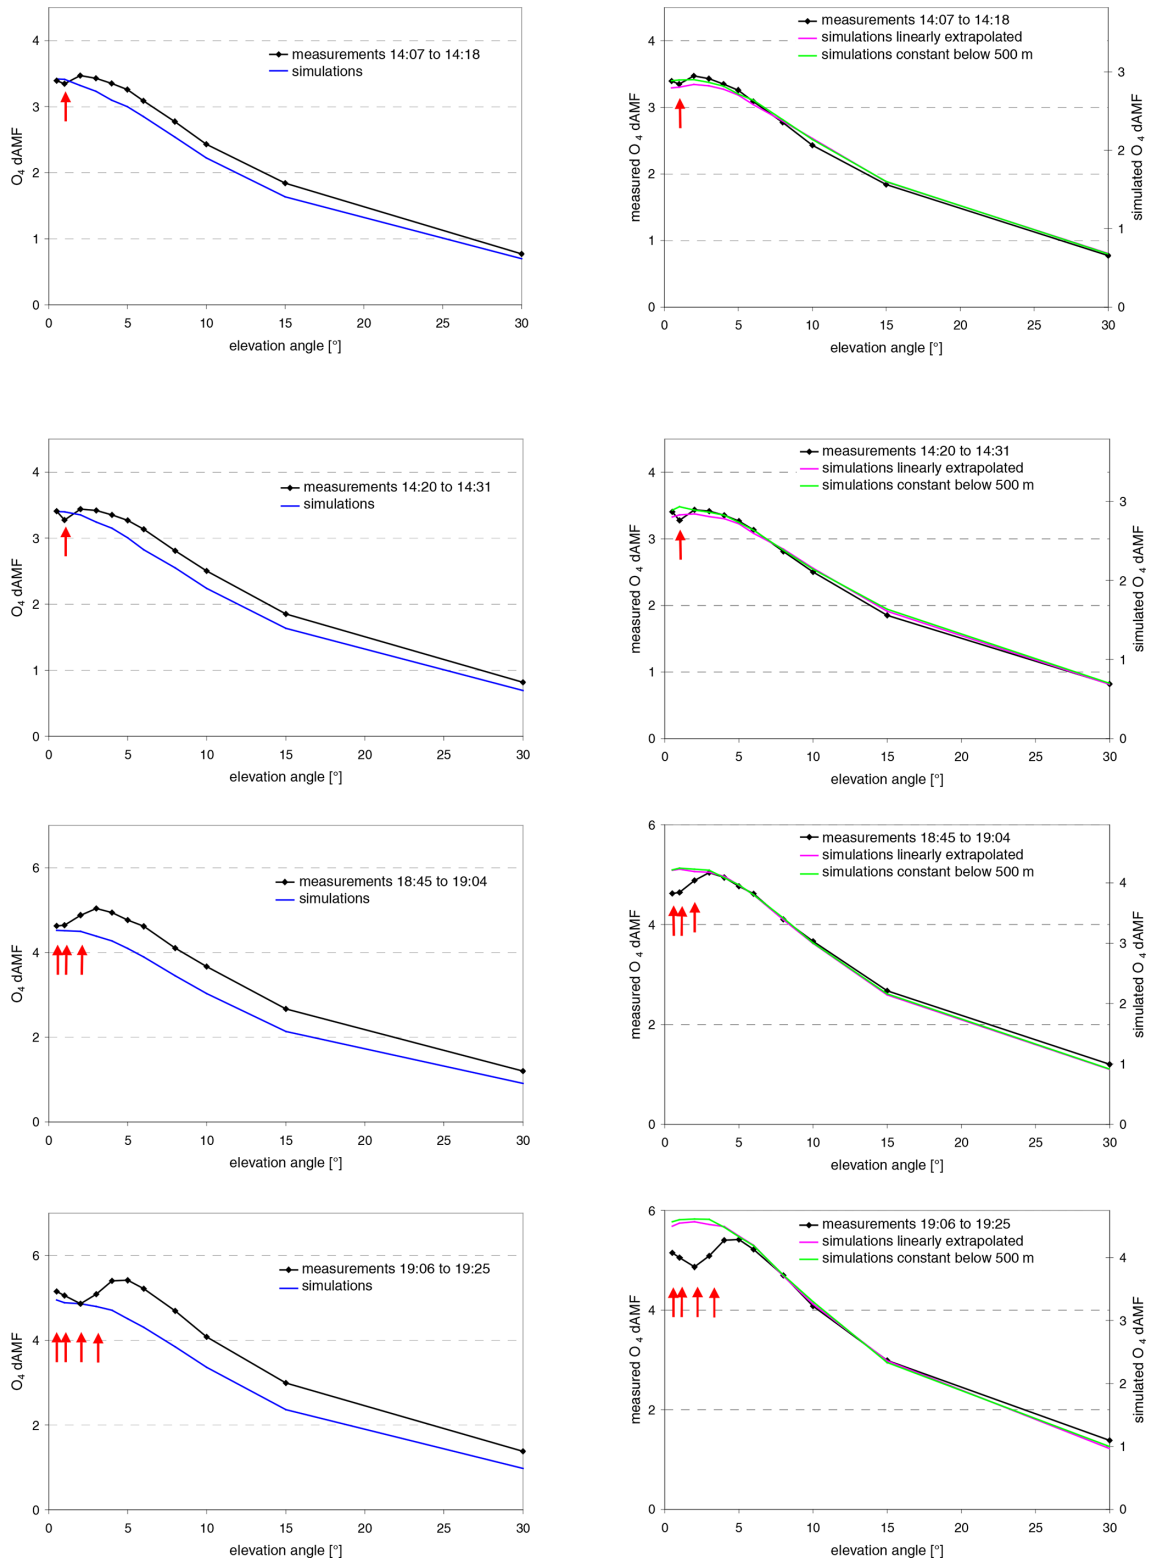 measurements 14:07 to 14:18
simulations
O4 dAMF
4
3
2
1
0
0 5 10 15 20 25 30
elevation angle [°]
measurements 14:07 to 14:18
simulations linearly extrapolated
simulations constant below 500 m
measured O4 dAMF
4
3
2
1
0
simulated O4 dAMF
3
2
1
0
0 5 10 15 20 25 30
elevation angle [°]
measurements 14:20 to 14:31
simulations
O4 dAMF
4
3
2
1
0
0 5 10 15 20 25 30
elevation angle [°]
measurements 14:20 to 14:31
simulations linearly extrapolated
simulations constant below 500 m
measured O4 dAMF
4
3
2
1
0
simulated O4 dAMF
3
2
1
0
0 5 10 15 20 25 30
elevation angle [°]
measurements 18:45 to 19:04
simulations
O4 dAMF
6
4
2
0
0 5 10 15 20 25 30
elevation angle [°]
measurements 18:45 to 19:04
simulations linearly extrapolated
simulations constant below 500 m
measured O4 dAMF
6
4
2
0
simulated O4 dAMF
4
3
2
1
0
0 5 10 15 20 25 30
elevation angle [°]
measurements 19:06 to 19:25
simulations
O4 dAMF
6
4
2
0
0 5 10 15 20 25 30
elevation angle [°]
measurements 19:06 to 19:25
simulations linearly extrapolated
simulations constant below 500 m
measured O4 dAMF
6
4
2
0
simulated O4 dAMF
4
3
2
1
0
0 5 10 15 20 25 30
elevation angle [°]